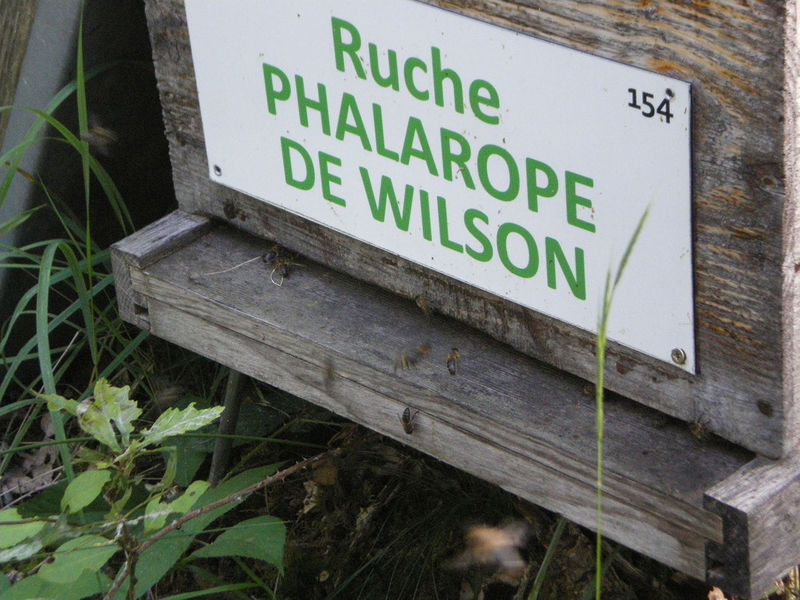 Ruche
154
PHALAROPE
DE WILSON